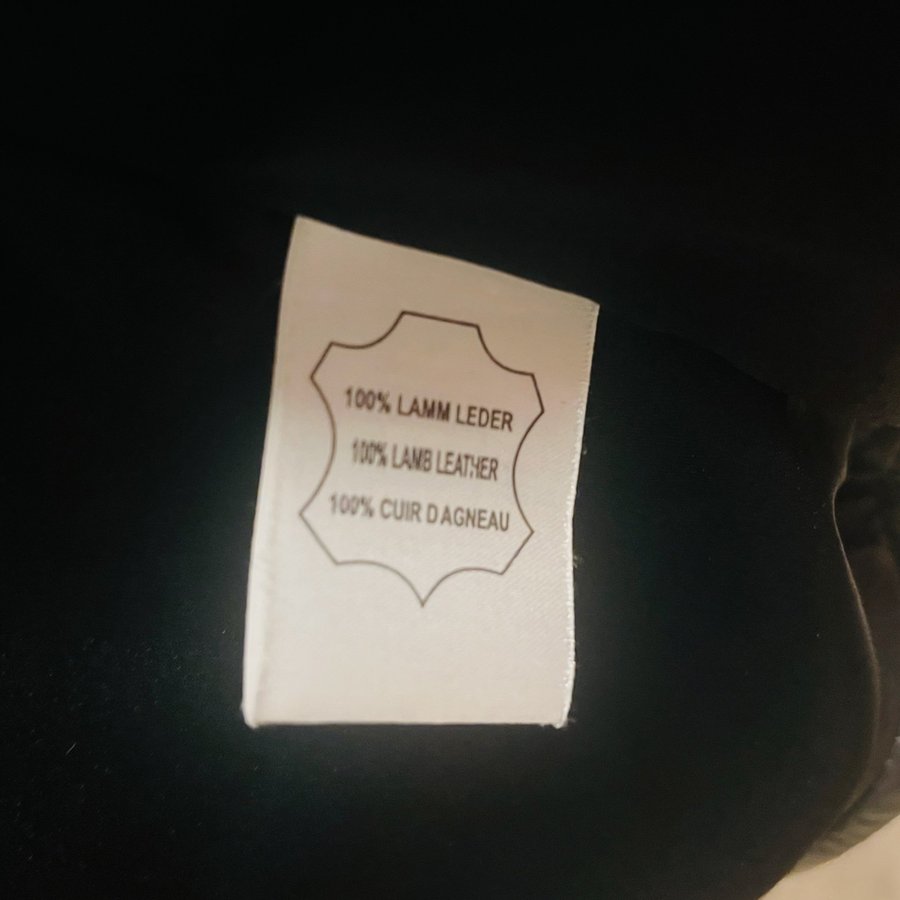 100% LAMM LEDER
100% LAMB LEATHER
100% CUIR D AGNEAU